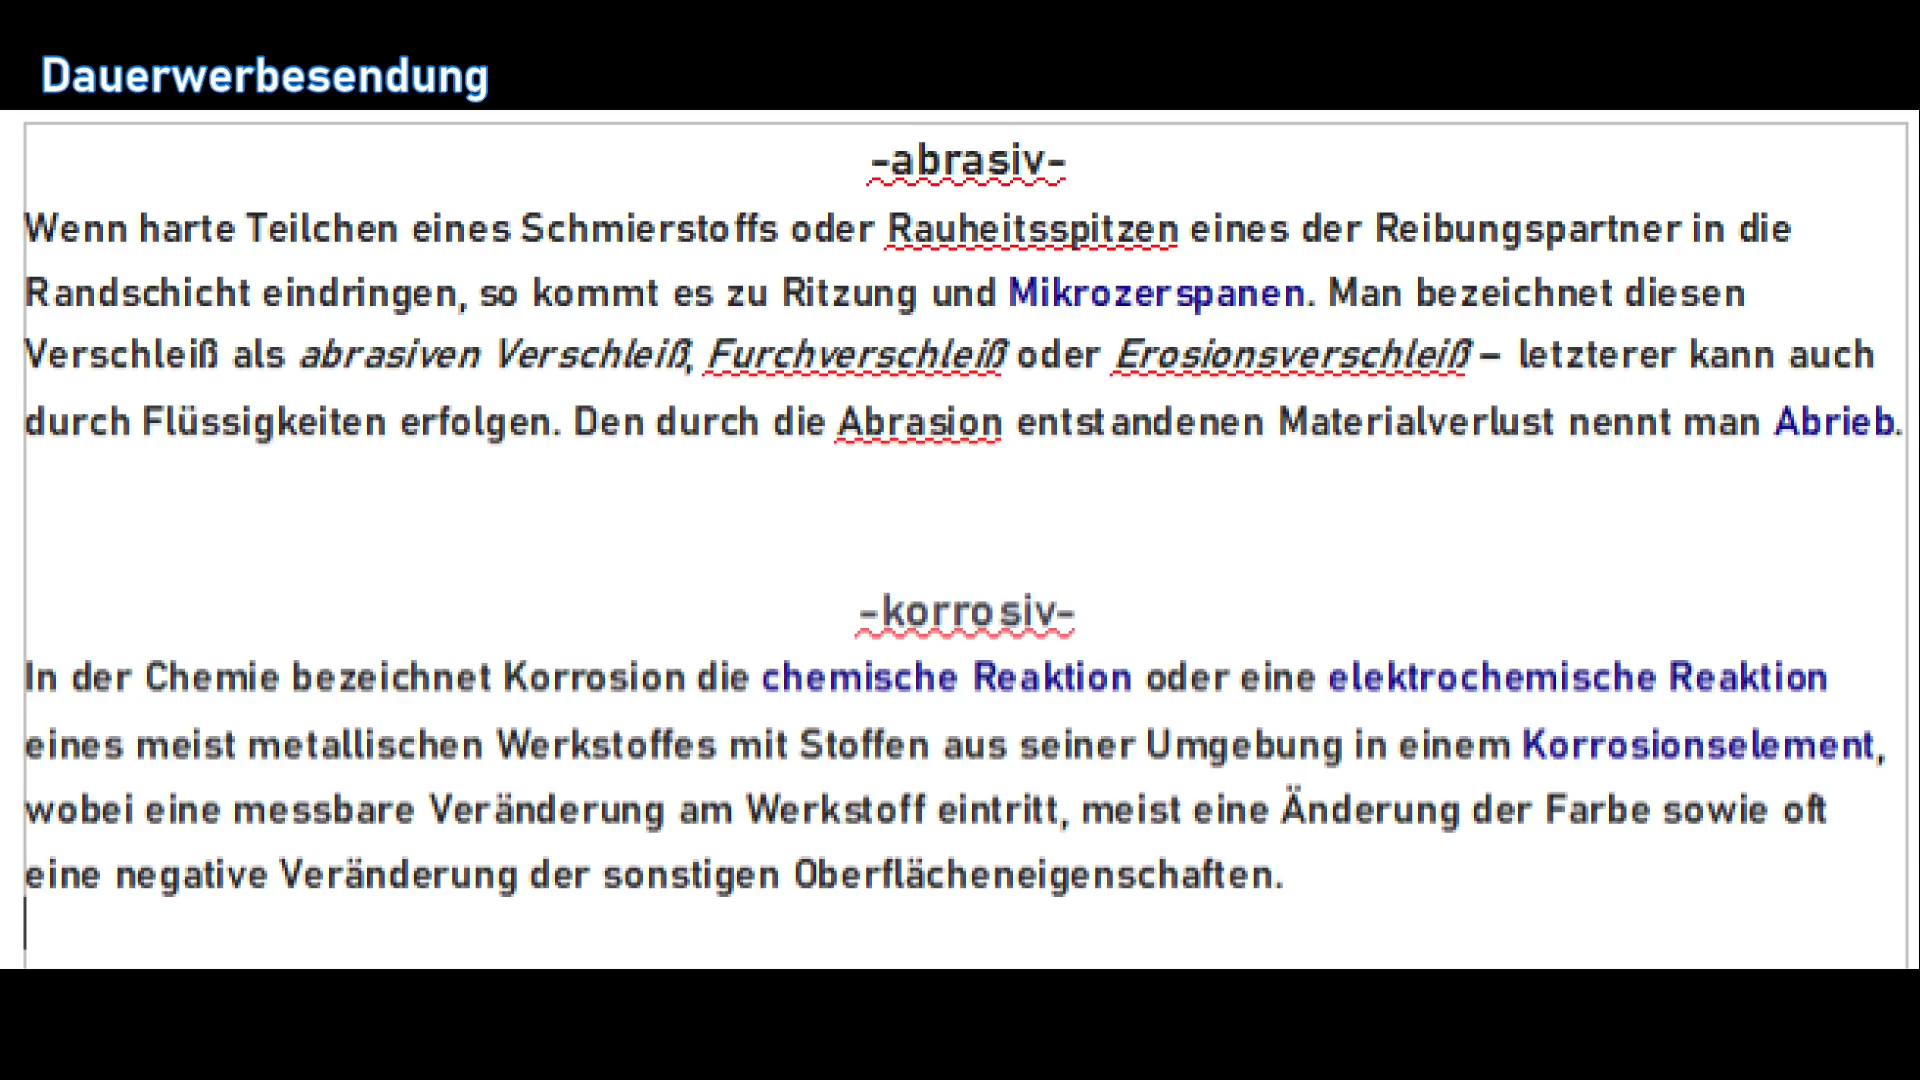 Dauerwerbesendung
-abrasiv-
Wenn harte Teilchen eines Schmierstoffs oder Rauheitsspitzen eines der Reibungspartner in die
Randschicht eindringen, so kommt es zu Ritzung und Mikrozerspanen. Man bezeichnet diesen
Verschleiß als abrasiven Verschleiß, Furchverschleiß oder Erosionsverschleiß – letzterer kann auch
durch Flüssigkeiten erfolgen. Den durch die Abrasion entstandenen Materialverlust nennt man Abrieb.
-korrosiv-
In der Chemie bezeichnet Korrosion die chemische Reaktion oder eine elektrochemische Reaktion
eines meist metallischen Werkstoffes mit Stoffen aus seiner Umgebung in einem Korrosionselement,
wobei eine messbare Veränderung am Werkstoff eintritt, meist eine Änderung der Farbe sowie oft
eine negative Veränderung der sonstigen Oberflächeneigenschaften.